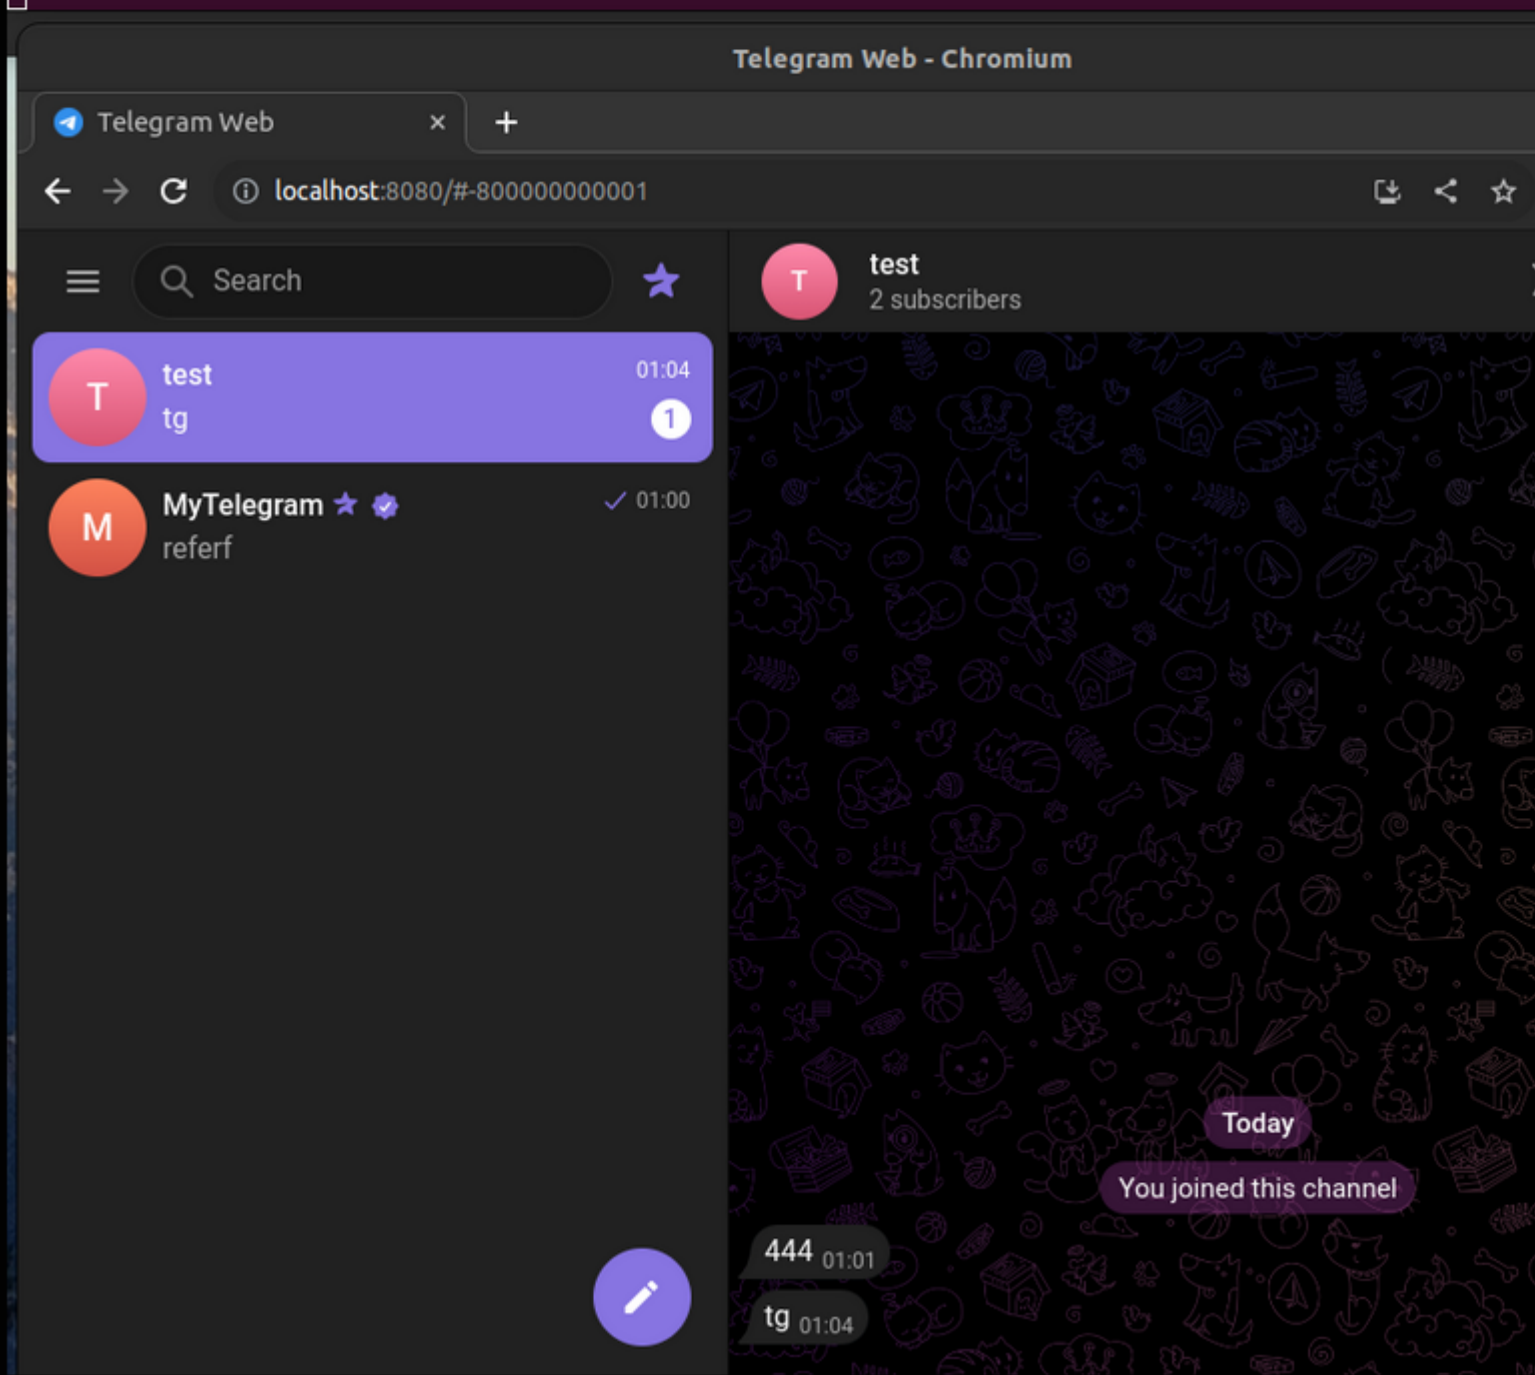 Telegram Web - Chromium
Telegram Web
localhost:8080/#-800000000001
Search
T
test
01:04
tg
1
M
MyTelegram
01:00
referf
T
test
2 subscribers
Today
You joined this channel
444 01:01
tg 01:04